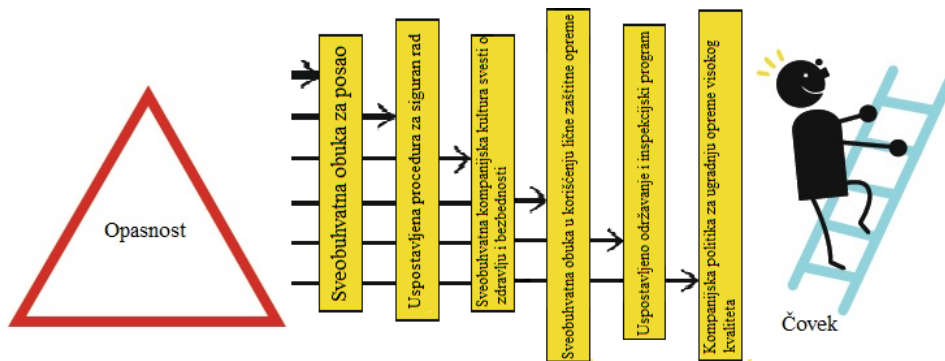 Opasnost
Sveobuhvatna obuka za posao
Uspostavljena procedura za siguran rad
Sveobuhvatna kompanijska kultura svesti o
zdravlju i bezbednosti
Sveobuhvatna obuka u korišćenju lične zaštitne opreme
Uspostavljeno održavanje i inspekcijski program
Kompanijska politika za ugradnju opreme visokog
kvaliteta
Čovek